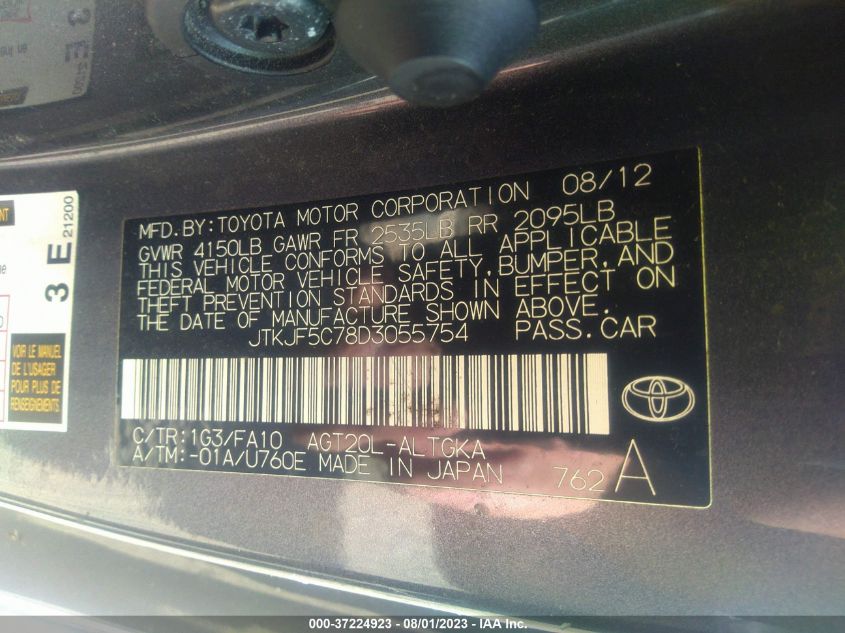 3 E
21200
VOIR LE MANUEL
DE L'USAGER
POUR PLUS DE
RENSEIGNEMENTS
MFD.BY:TOYOTA MOTOR CORPORATION 08/12
GVWR 4150LB GAWR FR 2535LB RR 2095LB
THIS VEHICLE CONFORMS TO ALL APPLICABLE
FEDERAL MOTOR VEHICLE SAFETY,BUMPER,AND
THEFT PREVENTION STANDARDS IN EFFECT ON
THE DATE OF MANUFACTURE SHOWN ABOVE.
JTKJF5C78D3055754 PASS.CAR
C/TR:1G3/FA10 AGT20L-ALTGKA
A/TM:-01A/U760E MADE IN JAPAN 762 A
000-37224923 - 08/01/2023 - IAA Inc.